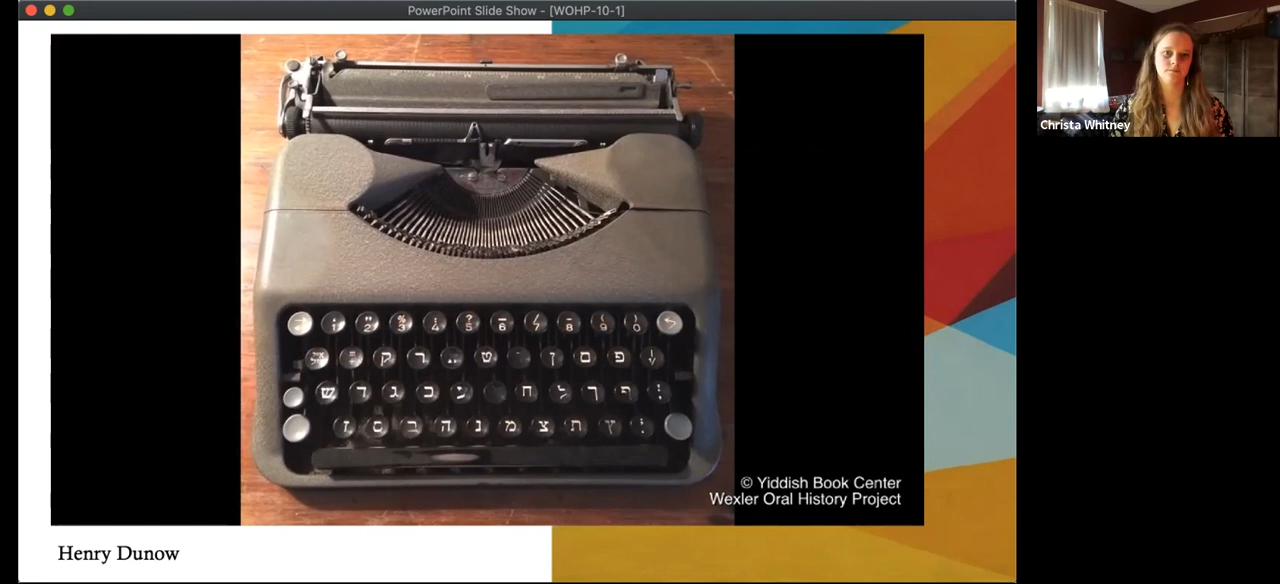 PowerPoint Slide Show - [WOHP-10-1]
Christa Whitney
ק ר ט ן ם פ
ש ד ג כ ע ח ל ך ף
ז ס ב ה נ מ צ ת ץ
© Yiddish Book Center
Wexler Oral History Project
Henry Dunow